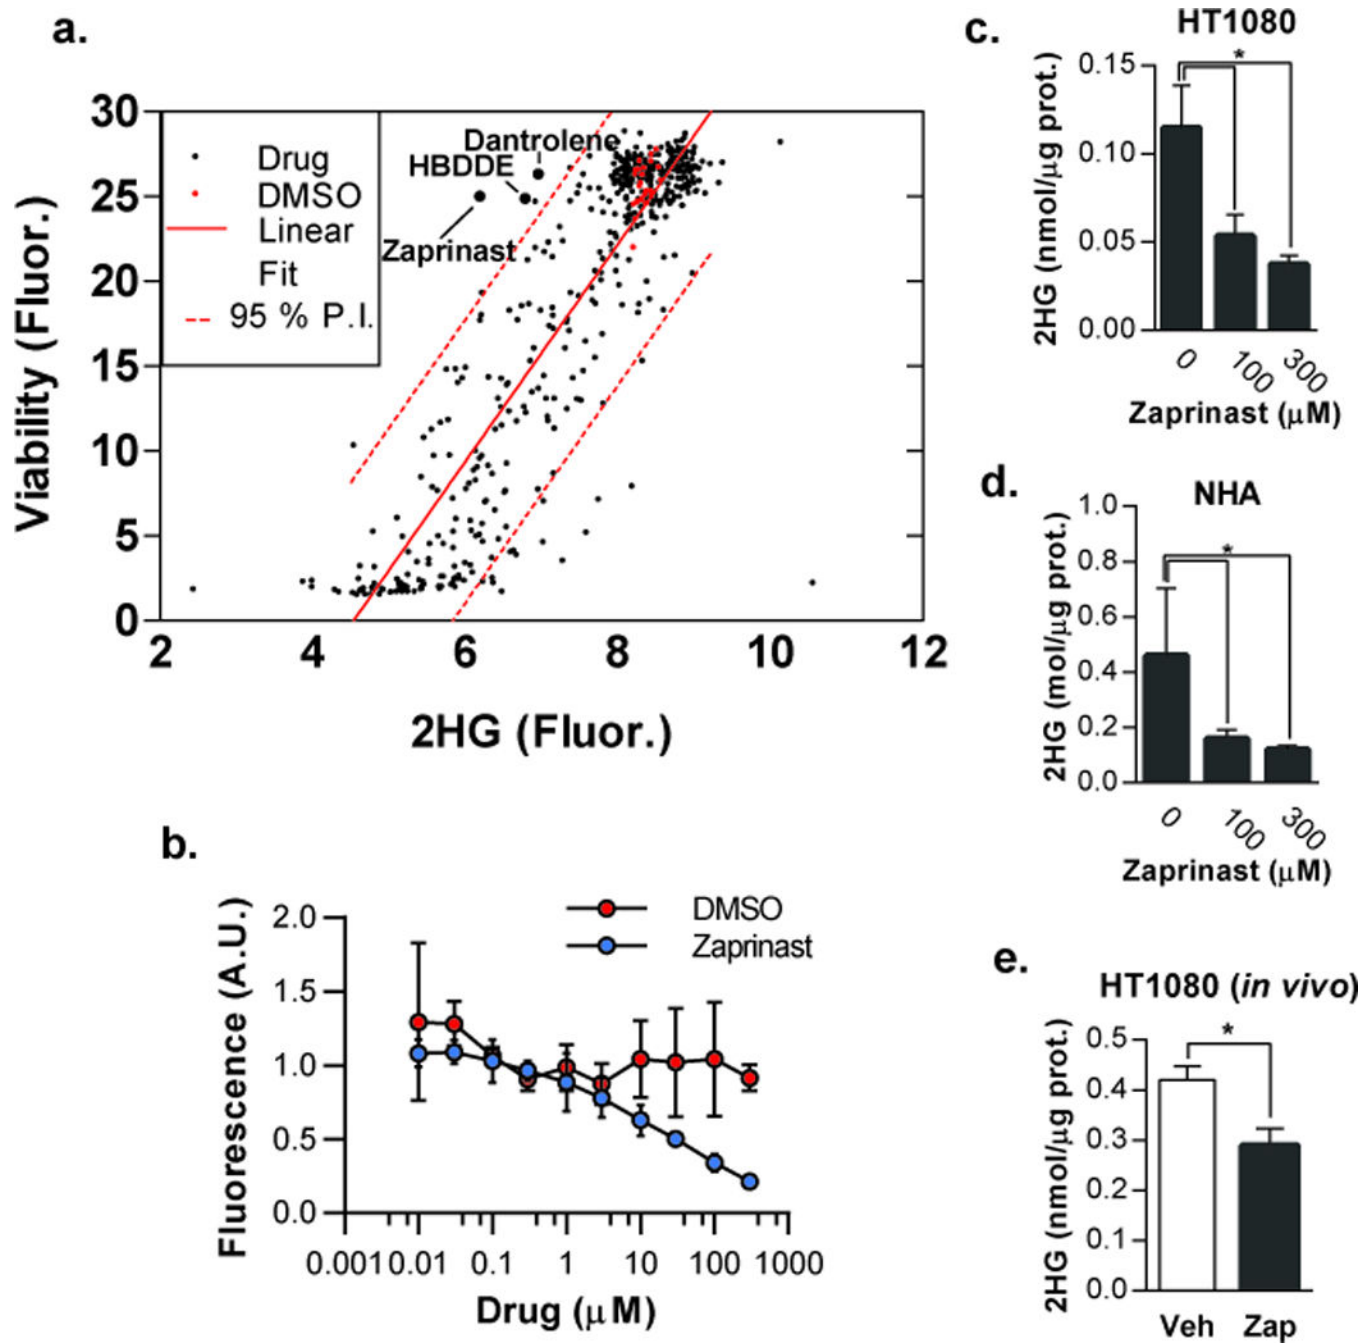 a.
30
25
20
15
10
5
0
Viability (Fluor.)
Drug
DMSO
Linear
Fit
95 % P.I.
Dantrolene
HBDDE
Zaprinast
2 4 6 8 10 12
2HG (Fluor.)
b.
DMSO
Zaprinast
2.0
1.5
1.0
0.5
0.0
Fluorescence (A.U.)
0.001 0.01 0.1 1 10 100 1000
Drug (μM)
c.
HT1080
*
0.15
0.10
0.05
0.00
2HG (nmol/μg prot.)
0 100 300
Zaprinast (μM)
d.
NHA
1.0
*
0.8
0.6
0.4
0.2
0.0
2HG (mol/μg prot.)
0 100 300
Zaprinast (μM)
e.
HT1080 (in vivo)
*
0.5
0.4
0.3
0.2
0.1
0.0
2HG (nmol/μg prot.)
Veh Zap